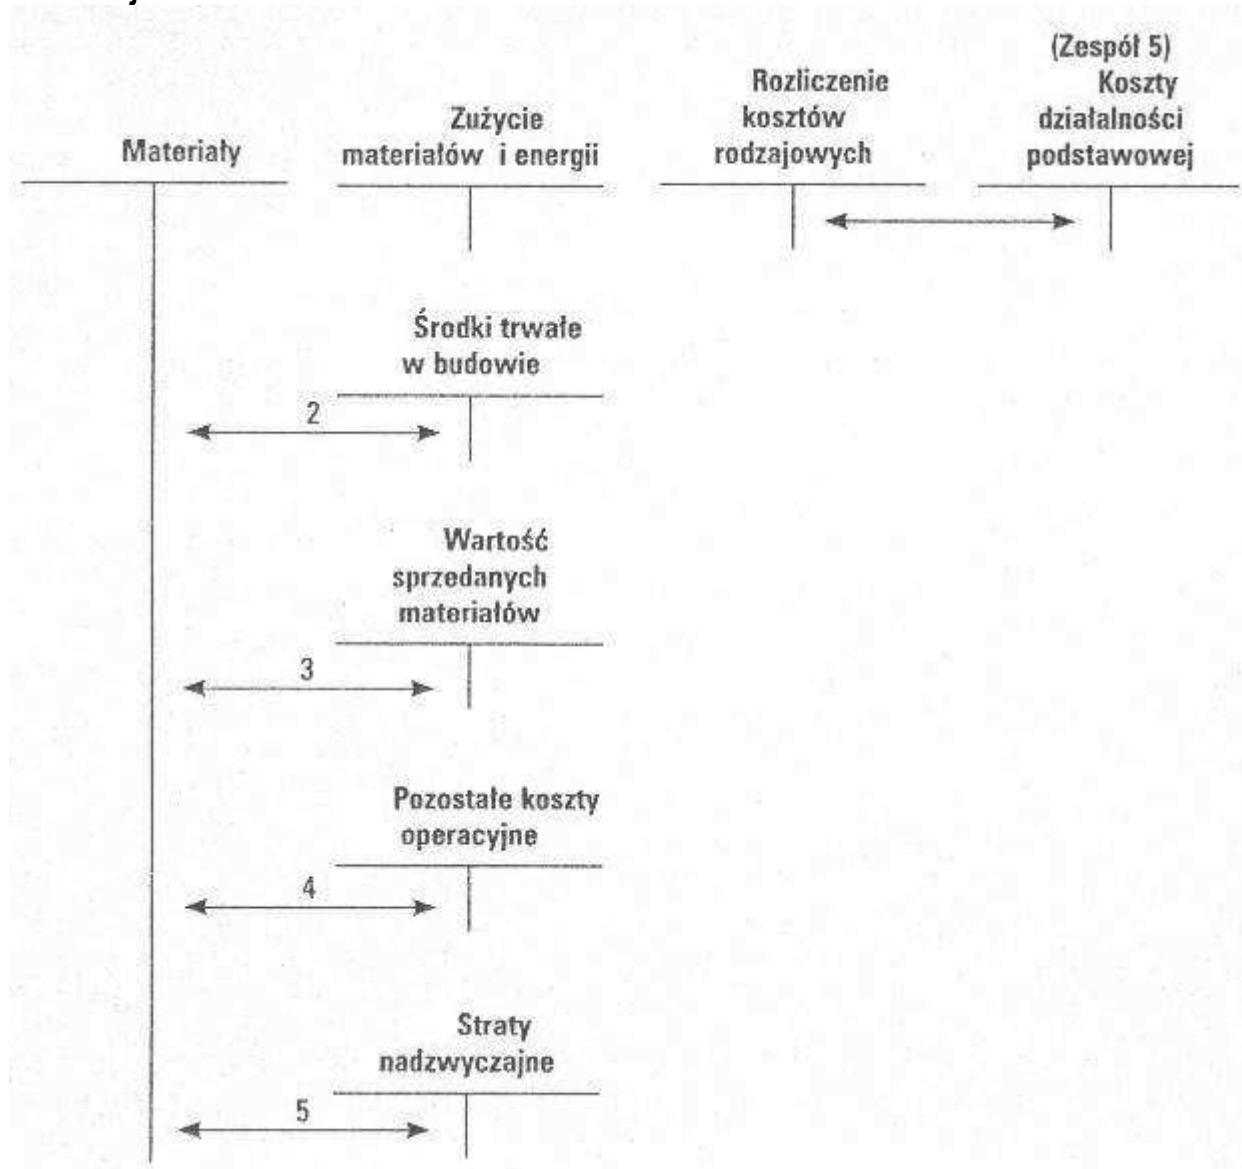 Materiały
Zużycie
materiałów i energii
Rozliczenie
kosztów
rodzajowych
(Zespół 5)
Koszty
działalności
podstawowej
Środki trwałe
w budowie
2
Wartość
sprzedanych
materiałów
3
Pozostałe koszty
operacyjne
4
Straty
nadzwyczajne
5